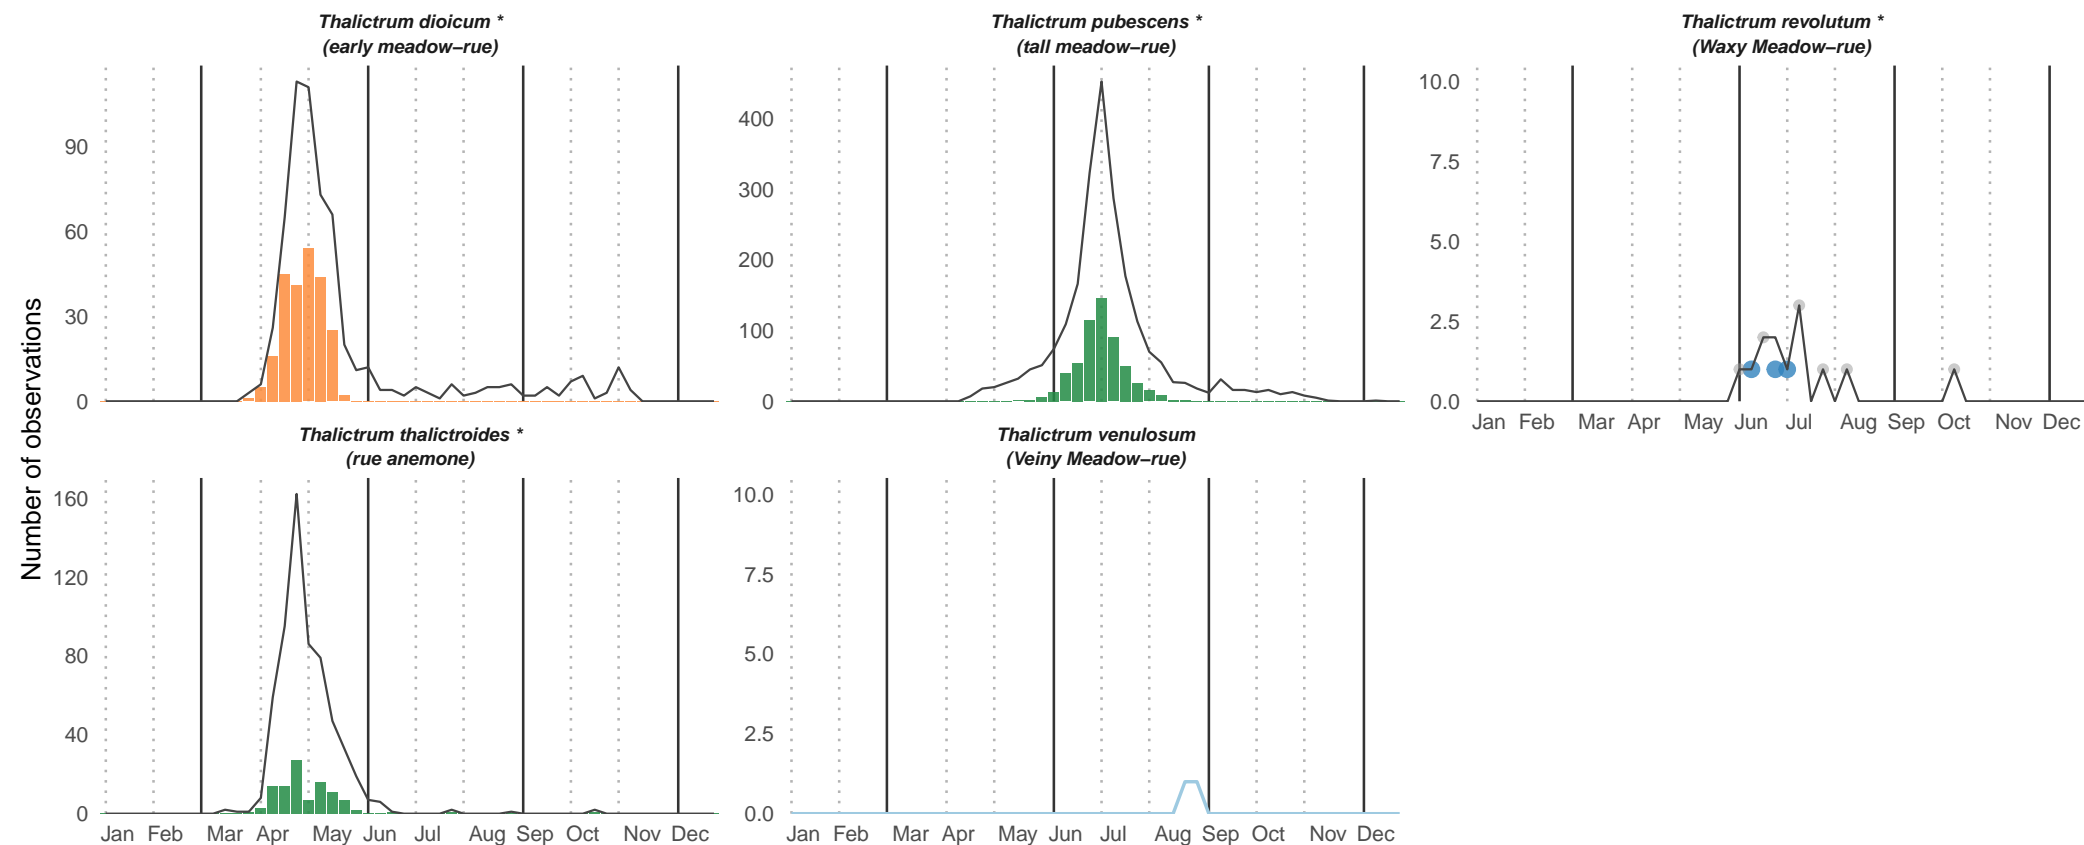 Thalictrum dioicum *
(early meadow–rue)
Thalictrum pubescens *
(tall meadow–rue)
Thalictrum revolutum *
(Waxy Meadow–rue)
90
60
30
0
400
300
200
100
0
10.0
7.5
5.0
2.5
0.0
Jan Feb Mar Apr May Jun Jul Aug Sep Oct Nov Dec
Number of observations
Thalictrum thalictroides *
(rue anemone)
Thalictrum venulosum
(Veiny Meadow–rue)
160
120
80
40
0
Jan Feb Mar Apr May Jun Jul Aug Sep Oct Nov Dec
10.0
7.5
5.0
2.5
0.0
Jan Feb Mar Apr May Jun Jul Aug Sep Oct Nov Dec